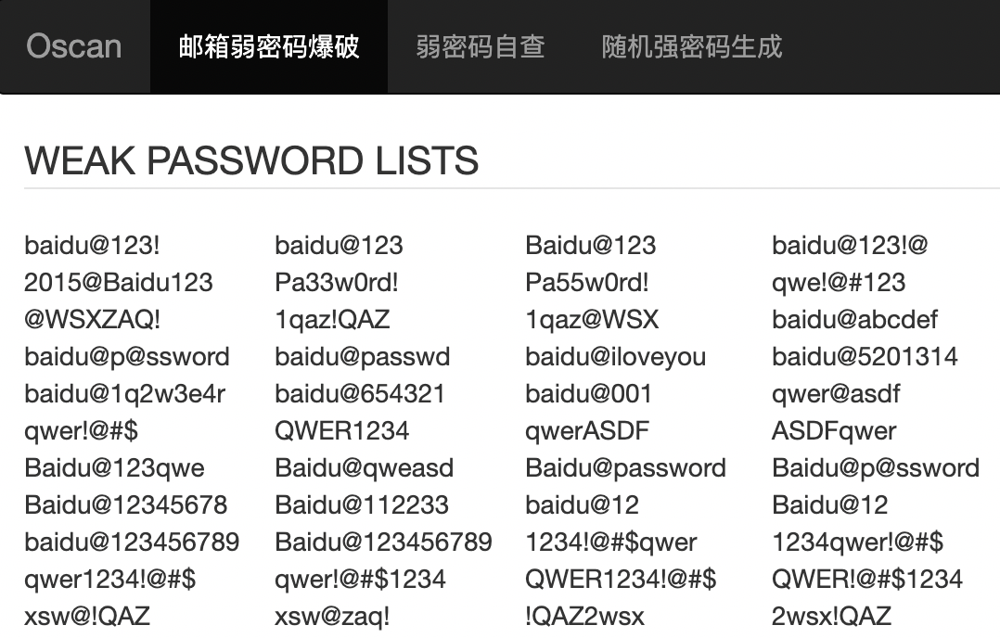 Oscan 邮箱弱密码爆破 弱密码自查 随机强密码生成
WEAK PASSWORD LISTS
baidu@123! baidu@123 Baidu@123 baidu@123!@
2015@Baidu123 Pa33w0rd! Pa55w0rd! qwe!@#123
@WSXZAQ! 1qaz!QAZ 1qaz@WSX baidu@abcdef
baidu@p@ssword baidu@passwd baidu@iloveyou baidu@5201314
baidu@1q2w3e4r baidu@654321 baidu@001 qwer@asdf
qwer!@#$ QWER1234 qwerASDF ASDFqwer
Baidu@123qwe Baidu@qweasd Baidu@password Baidu@p@ssword
Baidu@12345678 Baidu@112233 baidu@12 Baidu@12
baidu@123456789 Baidu@123456789 1234!@#$qwer 1234qwer!@#$
qwer1234!@#$ qwer!@#$1234 QWER1234!@#$ QWER!@#$1234
xsw@!QAZ xsw@zaq! !QAZ2wsx 2wsx!QAZ